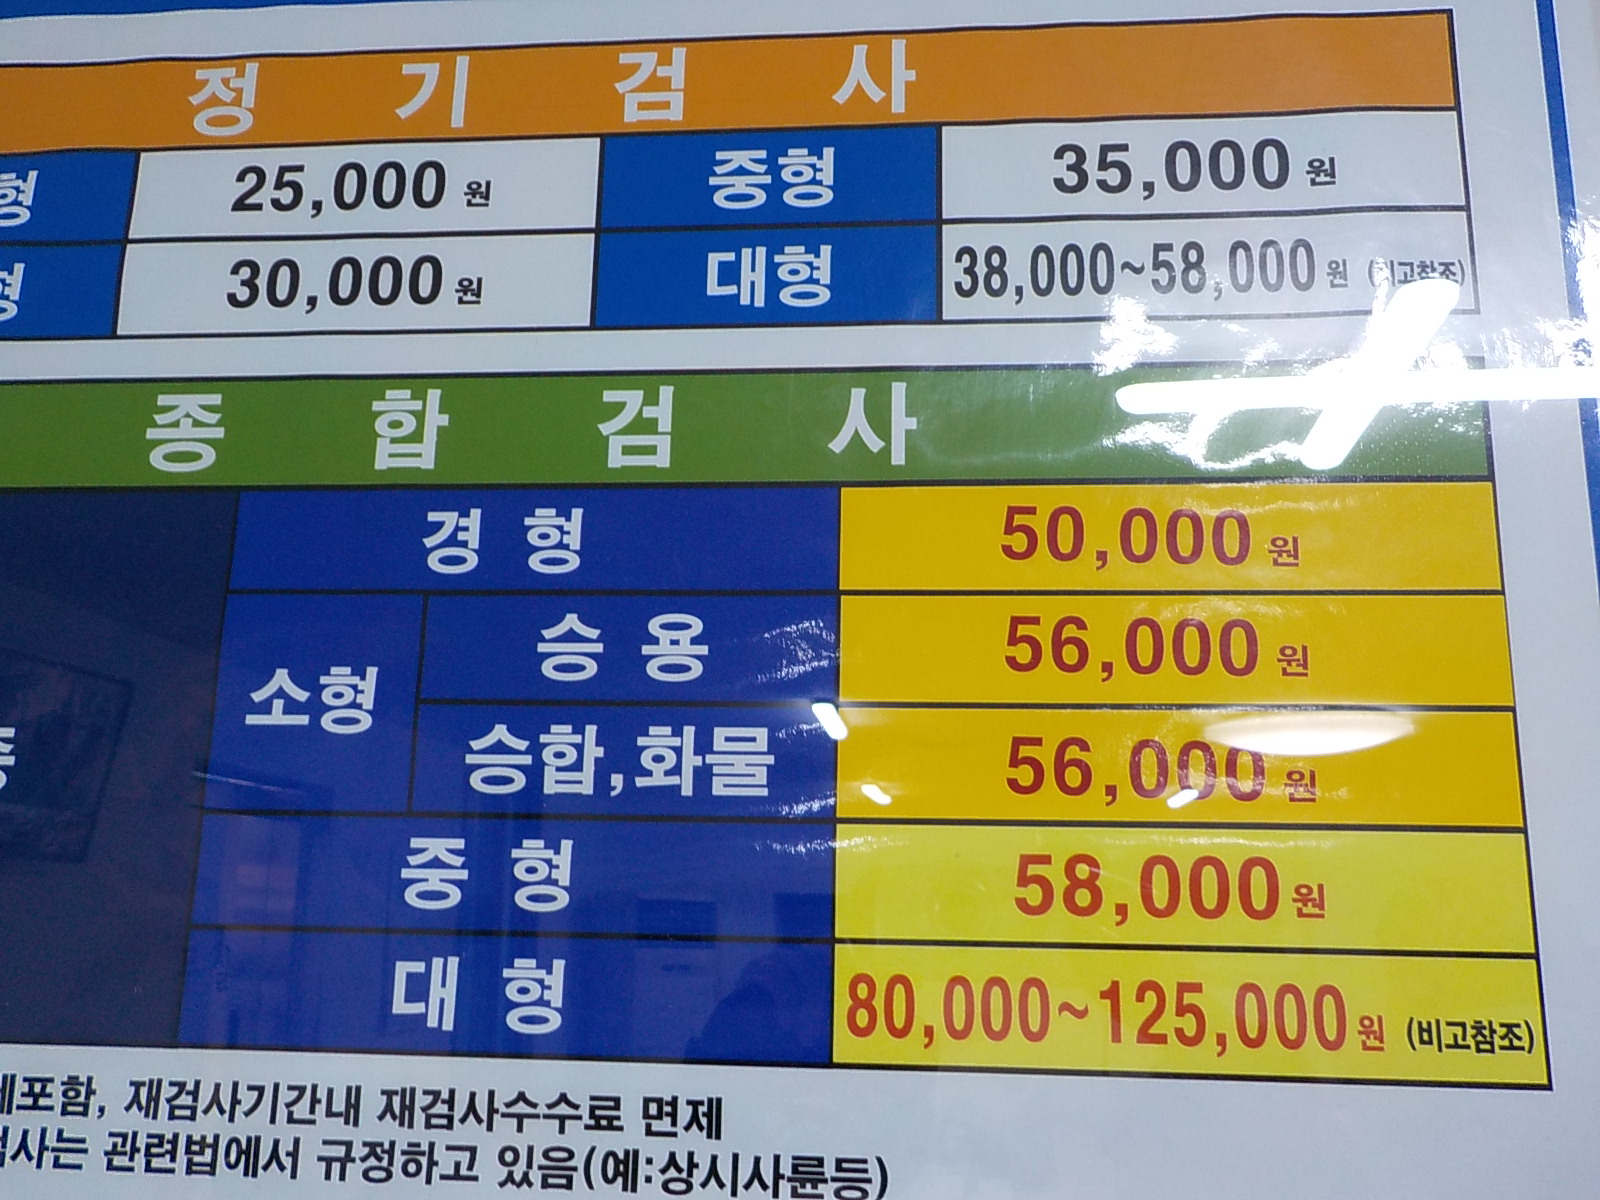 정 기 검 사
형 25,000 원 중형 35,000 원
형 30,000 원 대형 38,000~58,000 원 (비고참조)
종 합 검 사
경 형 50,000 원
소형 승 용 56,000 원
승합,화물 56,000 원
중 형 58,000 원
대 형 80,000~125,000 원 (비고참조)
포함, 재검사기간내 재검사수수료 면제
검사는 관련법에서 규정하고 있음(예:상시사륜등)